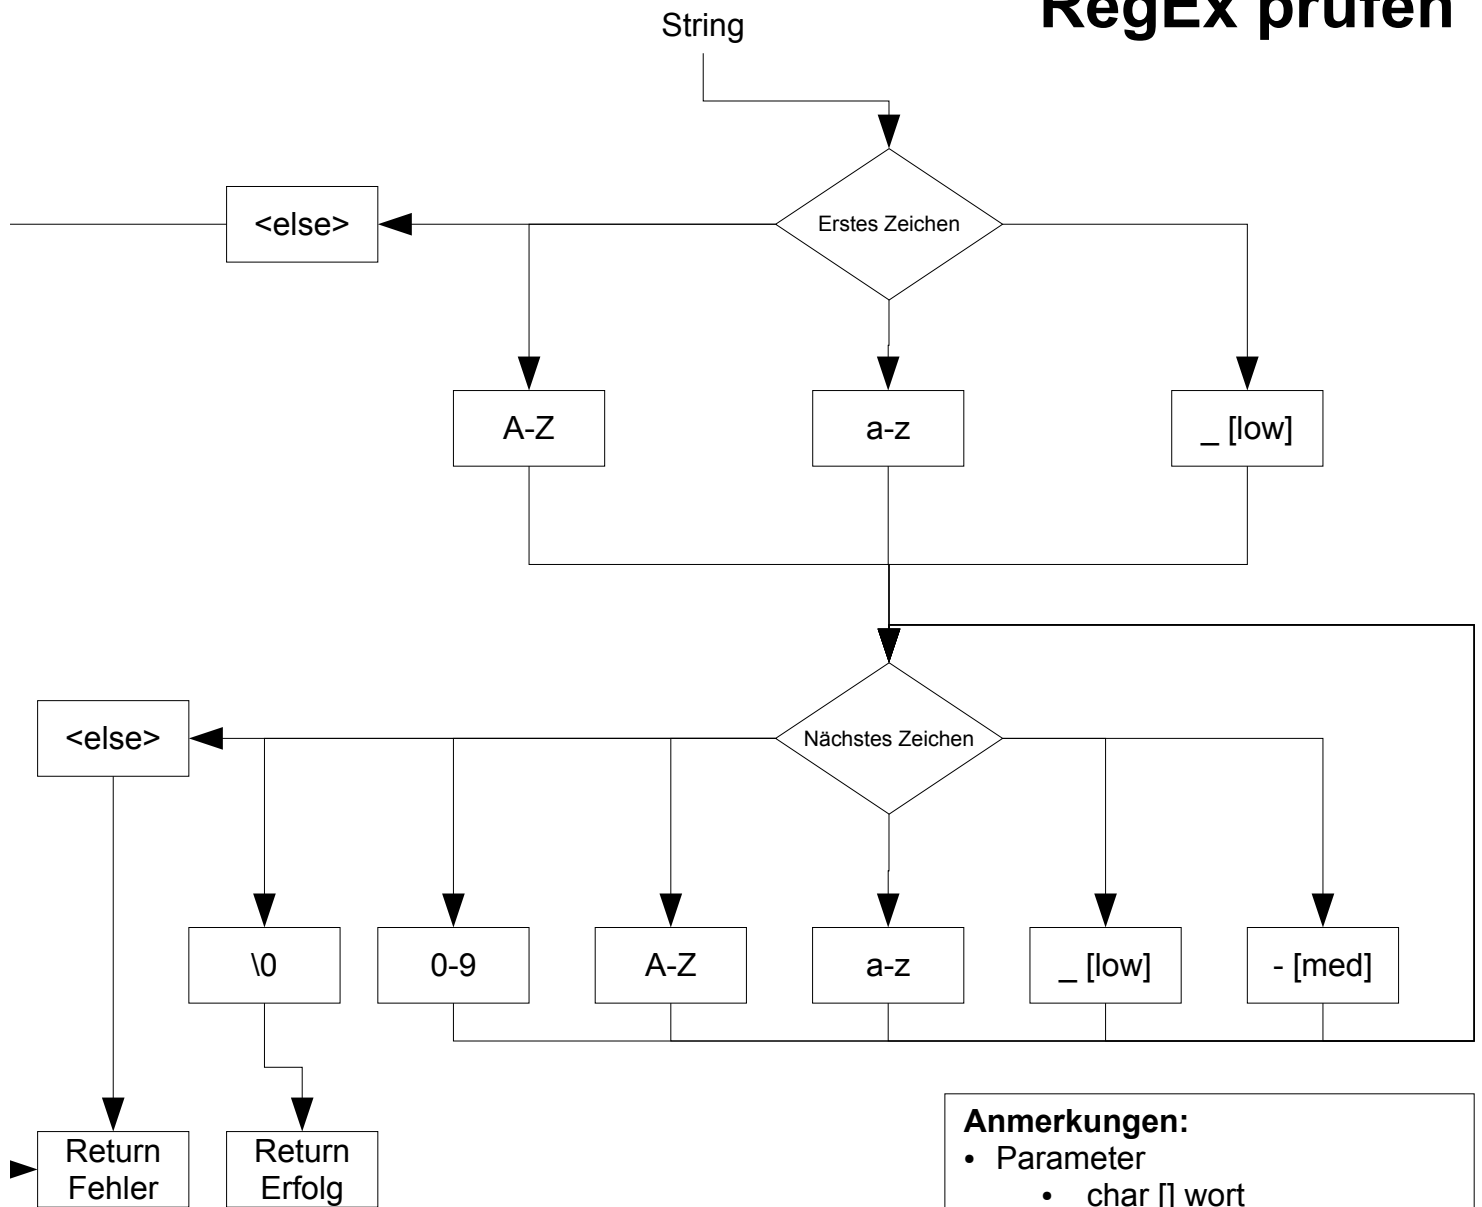 RegEx prüfen
String
<else>
Erstes Zeichen
A-Z
a-z
_ [low]
<else>
Nächstes Zeichen
\0
0-9
A-Z
a-z
_ [low]
- [med]
Return
Fehler
Return
Erfolg
Anmerkungen:
• Parameter
• char [] wort